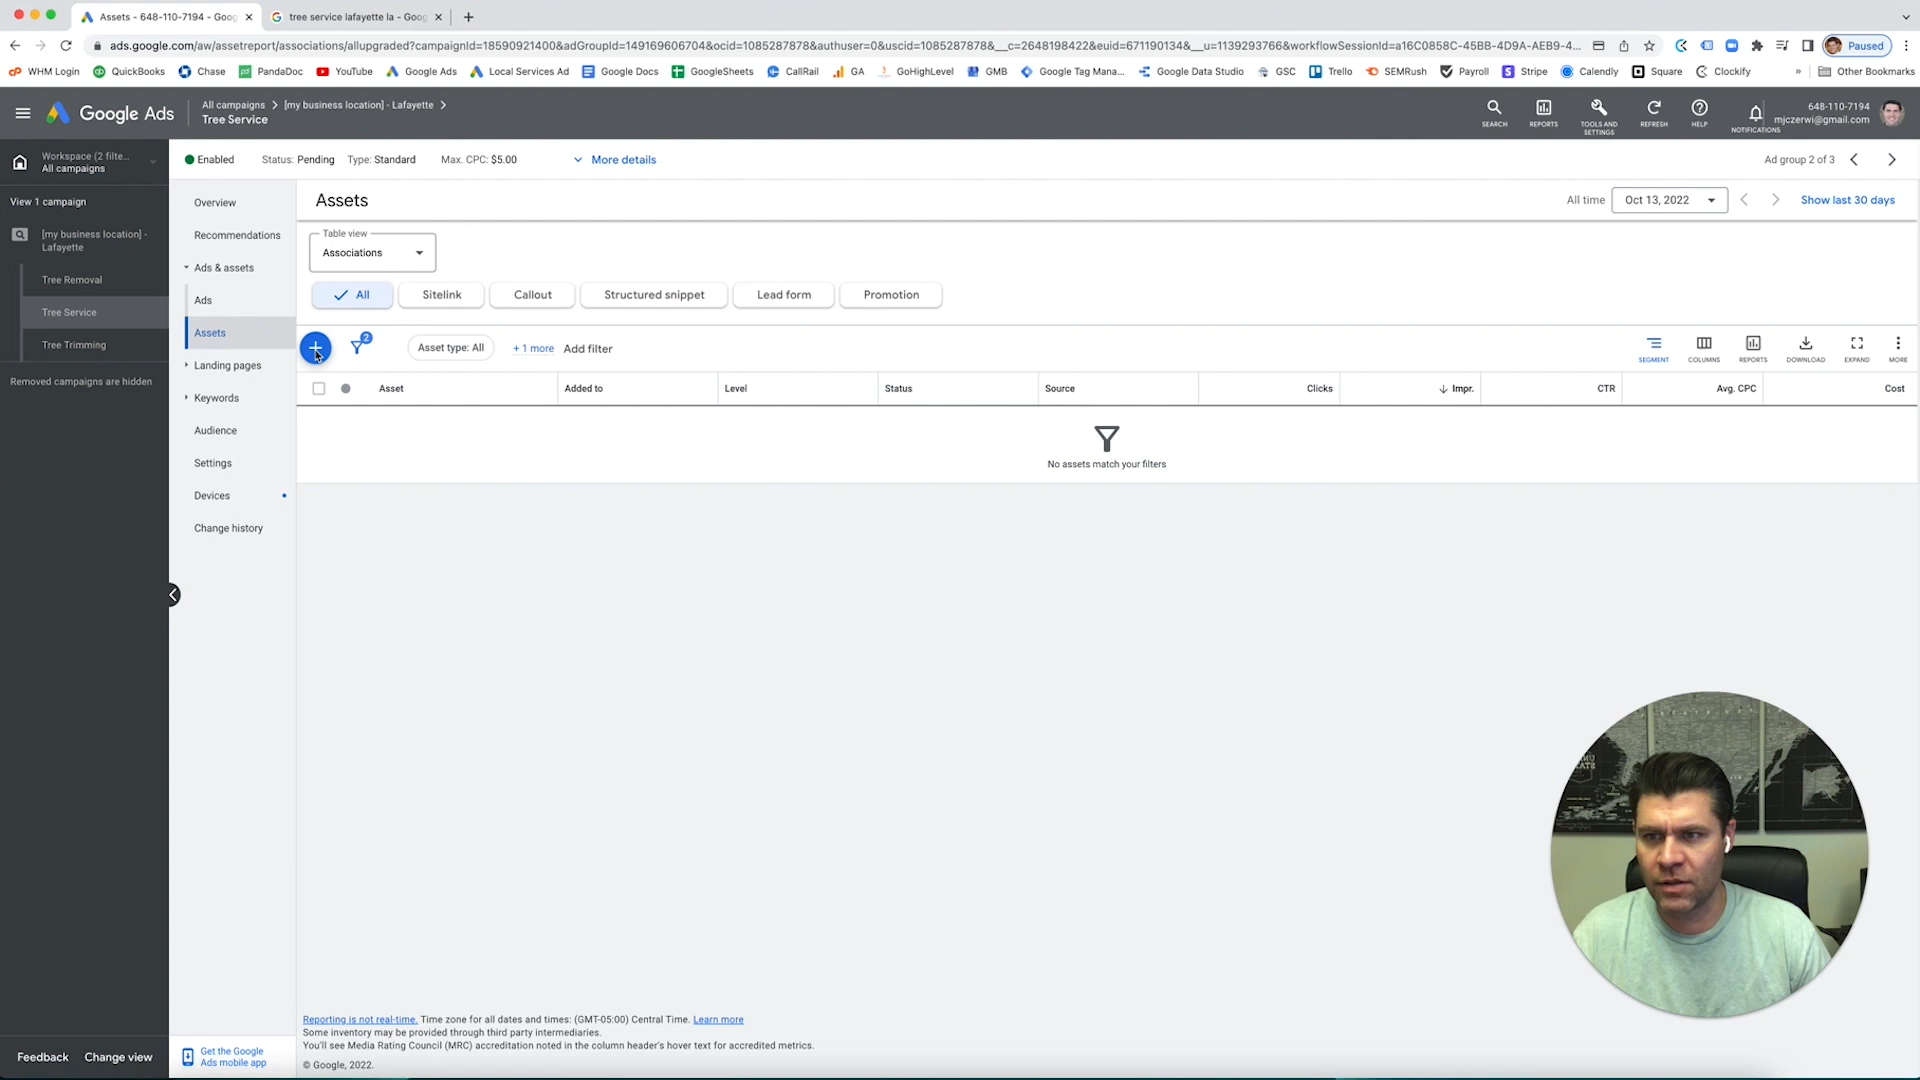 Assets - 648-110-7194 - Goog
tree service lafayette la - Goog
ads.google.com/aw/assetreport/associations/allupgraded?campaignId=18590921400&adGroupId=149169606704&ocid=1085287878&authuser=0&uscid=1085287878&__c=2648198422&euid=671190134&__u=1139293766&workflowSessionId=a16C0858C-45BB-4D9A-AEB9-4...
Paused
WHM Login
QuickBooks
Chase
PandaDoc
YouTube
Google Ads
Local Services Ad
Google Docs
GoogleSheets
CallRail
GA
GoHighLevel
GMB
Google Tag Mana...
Google Data Studio
GSC
Trello
SEMRush
Payroll
Stripe
Calendly
Square
Clockify
»
Other Bookmarks
Google Ads
All campaigns > [my business location] - Lafayette >
Tree Service
SEARCH
REPORTS
TOOLS AND SETTINGS
REFRESH
HELP
NOTIFICATIONS
648-110-7194
mjczerwi@gmail.com
Workspace (2 filte...
All campaigns
Enabled
Status: Pending
Type: Standard
Max. CPC: $5.00
More details
Ad group 2 of 3
View 1 campaign
[my business location] -
Lafayette
Tree Removal
Tree Service
Tree Trimming
Removed campaigns are hidden
Overview
Recommendations
Ads & assets
Ads
Assets
Landing pages
Keywords
Audience
Settings
Devices
Change history
Assets
All time
Oct 13, 2022
Show last 30 days
Table view
Associations
All
Sitelink
Callout
Structured snippet
Lead form
Promotion
2
Asset type: All
+ 1 more
Add filter
SEGMENT
COLUMNS
REPORTS
DOWNLOAD
EXPAND
MORE
Asset
Added to
Level
Status
Source
Clicks
Impr.
CTR
Avg. CPC
Cost
No assets match your filters
Reporting is not real-time. Time zone for all dates and times: (GMT-05:00) Central Time. Learn more
Some inventory may be provided through third party intermediaries.
You'll see Media Rating Council (MRC) accreditation noted in the column header's hover text for accredited metrics.
© Google, 2022.
Feedback
Change view
Get the Google
Ads mobile app